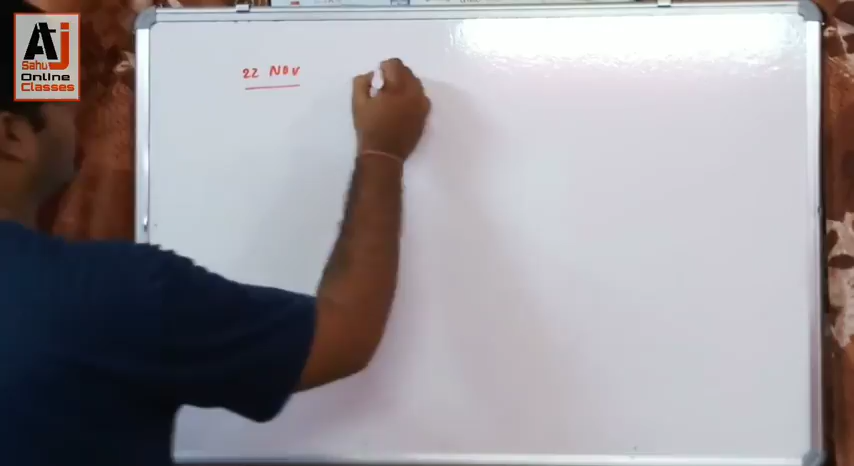 AJ
Sahu
Online
Classes
22 NOV